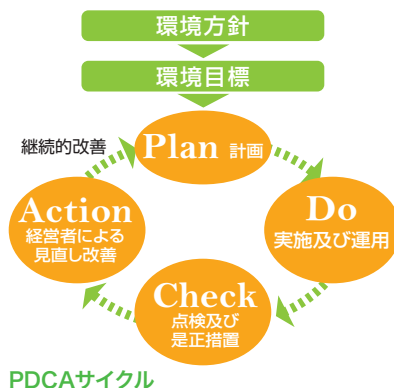 環境方針
環境目標
継続的改善
Plan 計画
Do
実施及び運用
Check
点検及び
是正措置
Action
経営者による
見直し改善
PDCAサイクル